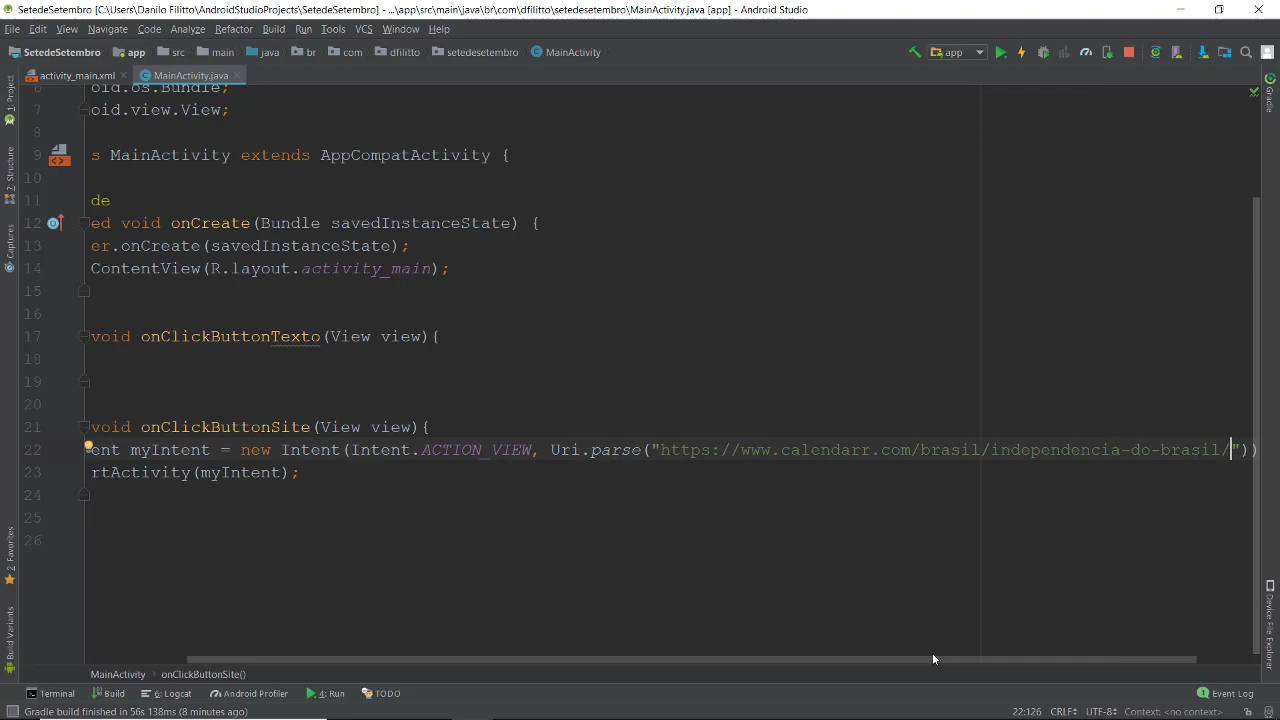 SetedeSetembro [C:\Users\Danilo Filitto\AndroidStudioProjects\SetedeSetembro] - ...\app\src\main\java\br\com\dfilitto\setedesetembro\MainActivity.java [app] - Android Studio
File Edit View Navigate Code Analyze Refactor Build Run Tools VCS Window Help
SetedeSetembro app src main java br com dfilitto setedesetembro MainActivity app
activity_main.xml MainActivity.java
1: Project
7: Structure
Captures
2: Favorites
Build Variants
6 oid.os.Bundle;
7 oid.view.View;
8
9 s MainActivity extends AppCompatActivity {
10
11 de
12 ed void onCreate(Bundle savedInstanceState) {
13 er.onCreate(savedInstanceState);
14 ContentView(R.layout.activity_main);
15
16
17 void onClickButtonTexto(View view){
18
19
20
21 void onClickButtonSite(View view){
22 ent myIntent = new Intent(Intent.ACTION_VIEW, Uri.parse("https://www.calendarr.com/brasil/independencia-do-brasil/"))
23 rtActivity(myIntent);
24
25
26
Gradle
Device File Explorer
MainActivity onClickButtonSite()
Terminal Build 6: Logcat Android Profiler 4: Run TODO Event Log
Gradle build finished in 56s 138ms (8 minutes ago) 22:126 CRLF UTF-8 Context: <no context>